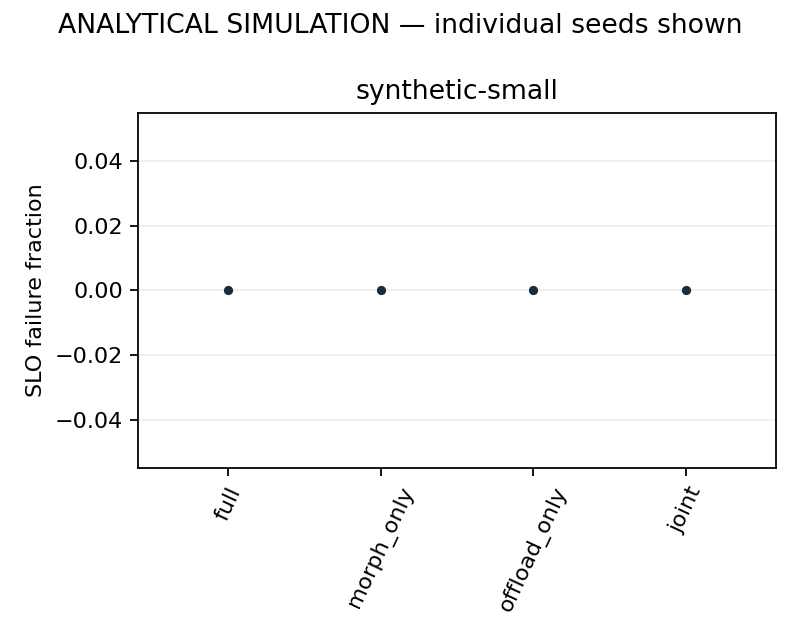 ANALYTICAL SIMULATION — individual seeds shown
synthetic-small
SLO failure fraction
0.04
0.02
0.00
−0.02
−0.04
full
morph_only
offload_only
joint